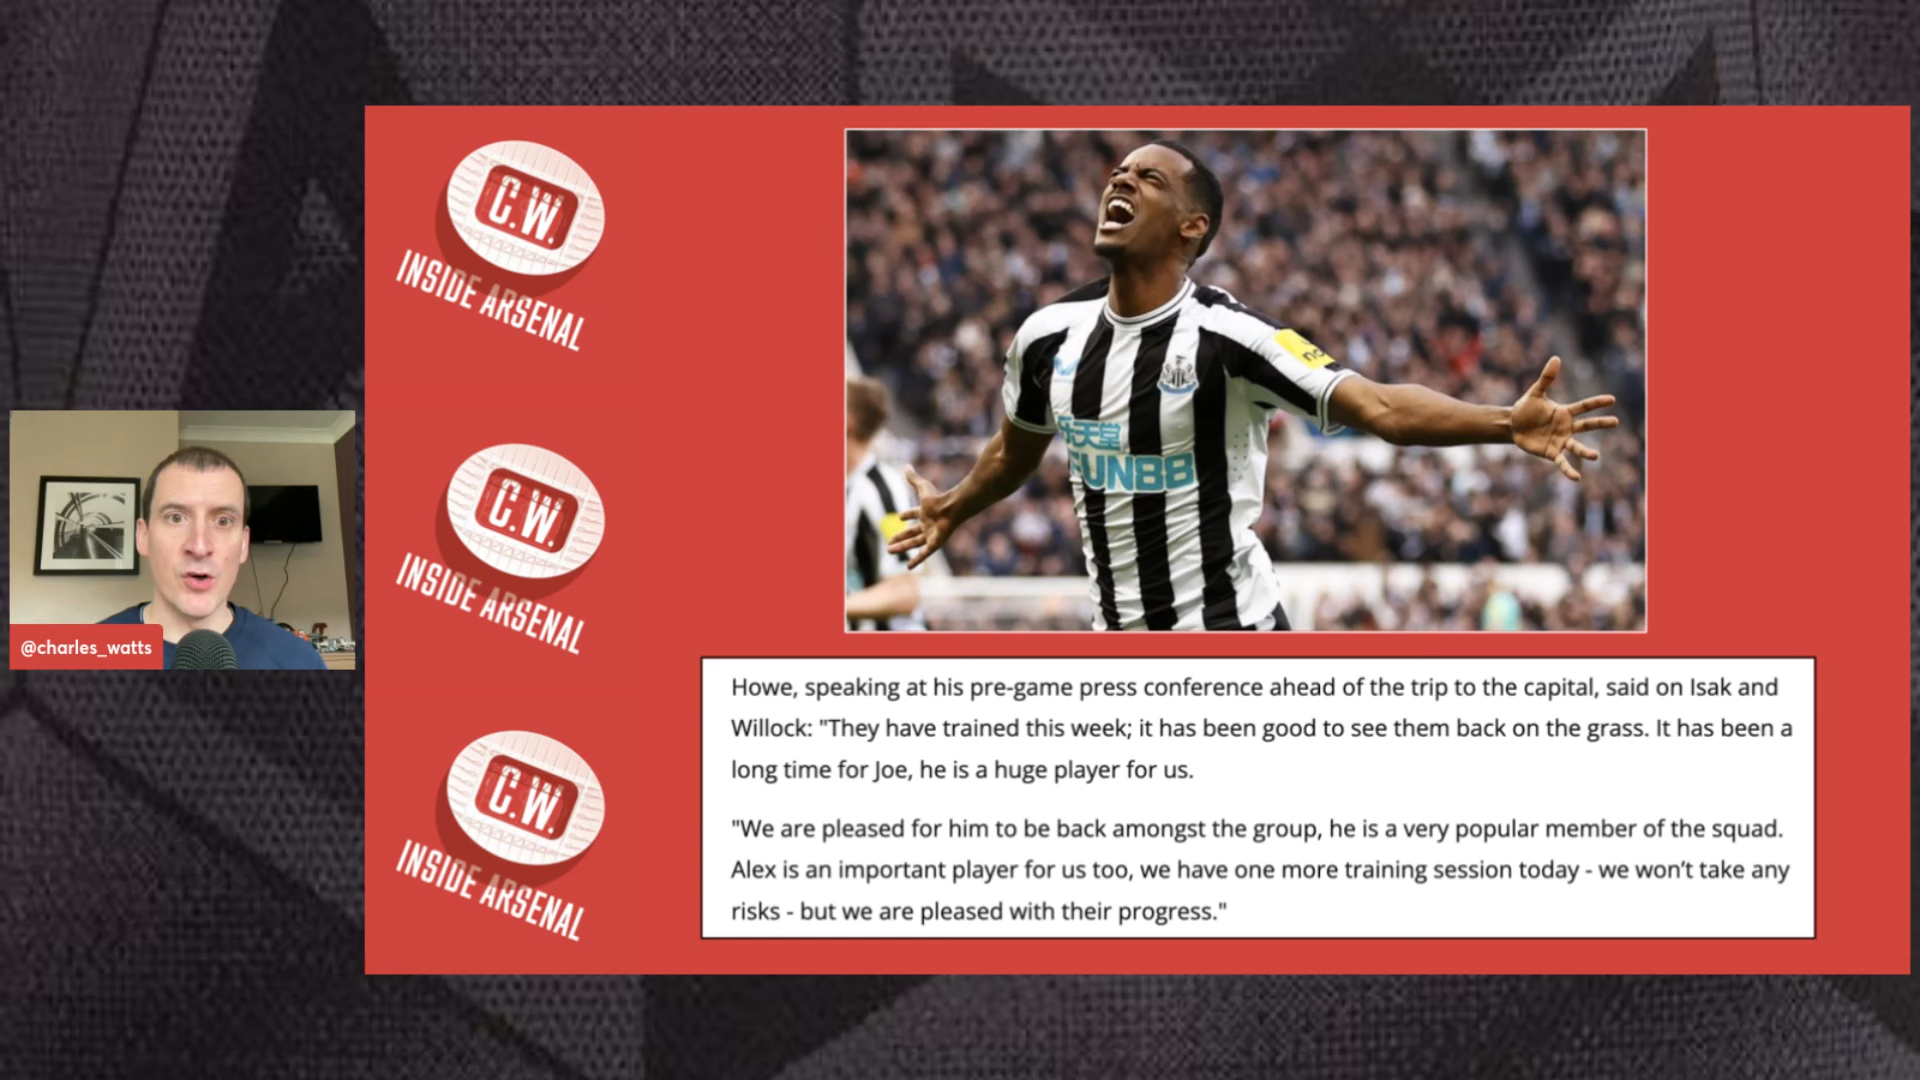 C.W.
INSIDE ARSENAL
C.W.
INSIDE ARSENAL
C.W.
INSIDE ARSENAL
@charles_watts
乐天堂
FUN88
Howe, speaking at his pre-game press conference ahead of the trip to the capital, said on Isak and
Willock: "They have trained this week; it has been good to see them back on the grass. It has been a
long time for Joe, he is a huge player for us.
"We are pleased for him to be back amongst the group, he is a very popular member of the squad.
Alex is an important player for us too, we have one more training session today - we won’t take any
risks - but we are pleased with their progress."